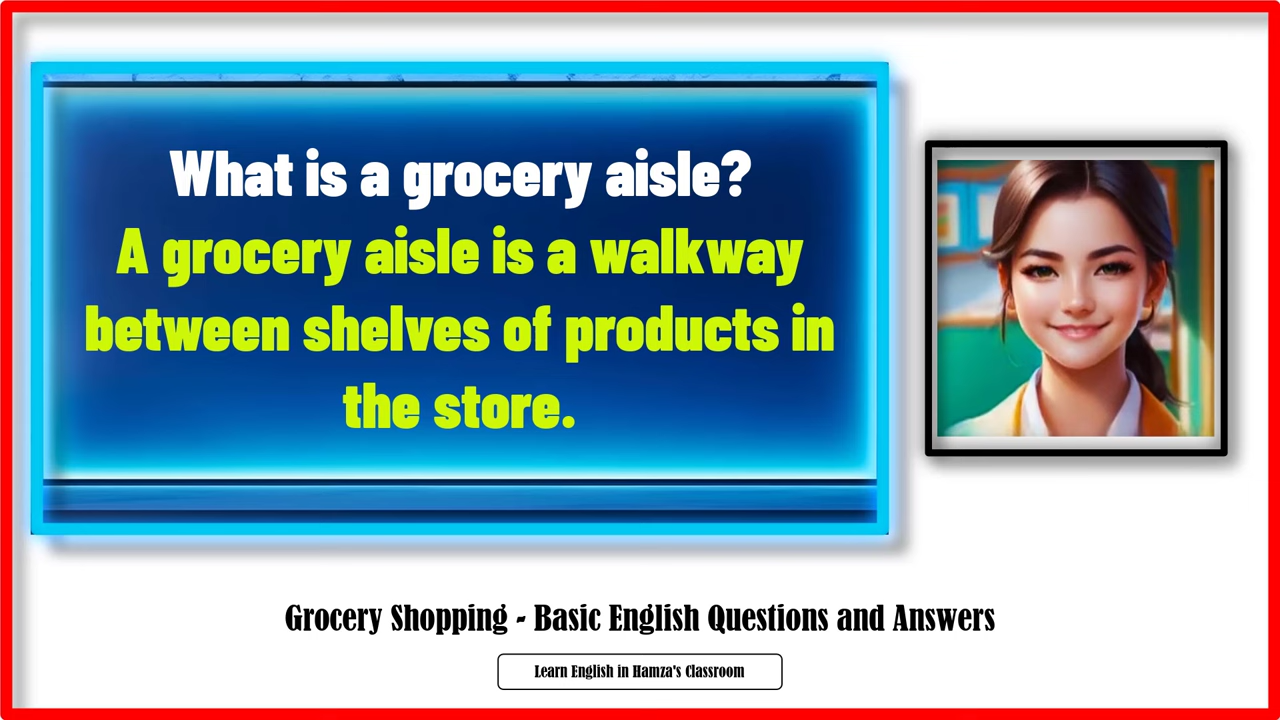 What is a grocery aisle?
A grocery aisle is a walkway
between shelves of products in
the store.
Grocery Shopping - Basic English Questions and Answers
Learn English in Hamza's Classroom